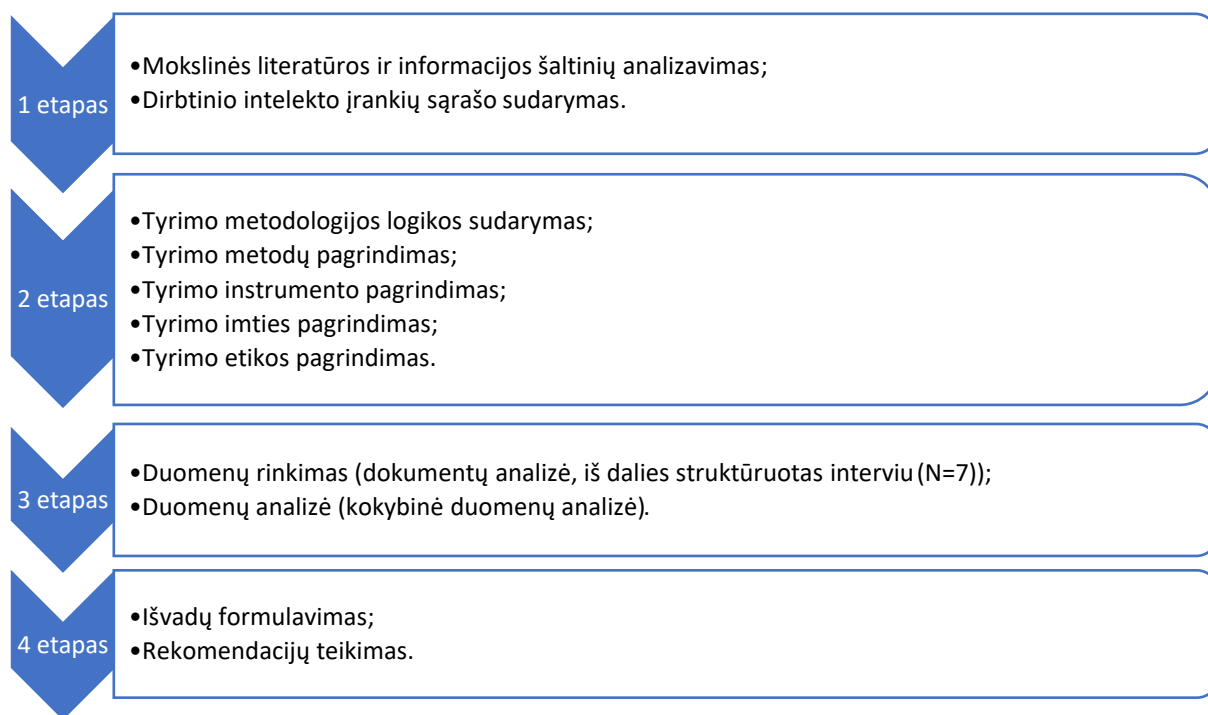 1 etapas
•Mokslinės literatūros ir informacijos šaltinių analizavimas;
•Dirbtinio intelekto įrankių sąrašo sudarymas.
2 etapas
•Tyrimo metodologijos logikos sudarymas;
•Tyrimo metodų pagrindimas;
•Tyrimo instrumento pagrindimas;
•Tyrimo imties pagrindimas;
•Tyrimo etikos pagrindimas.
3 etapas
•Duomenų rinkimas (dokumentų analizė, iš dalies struktūruotas interviu (N=7));
•Duomenų analizė (kokybinė duomenų analizė).
4 etapas
•Išvadų formulavimas;
•Rekomendacijų teikimas.